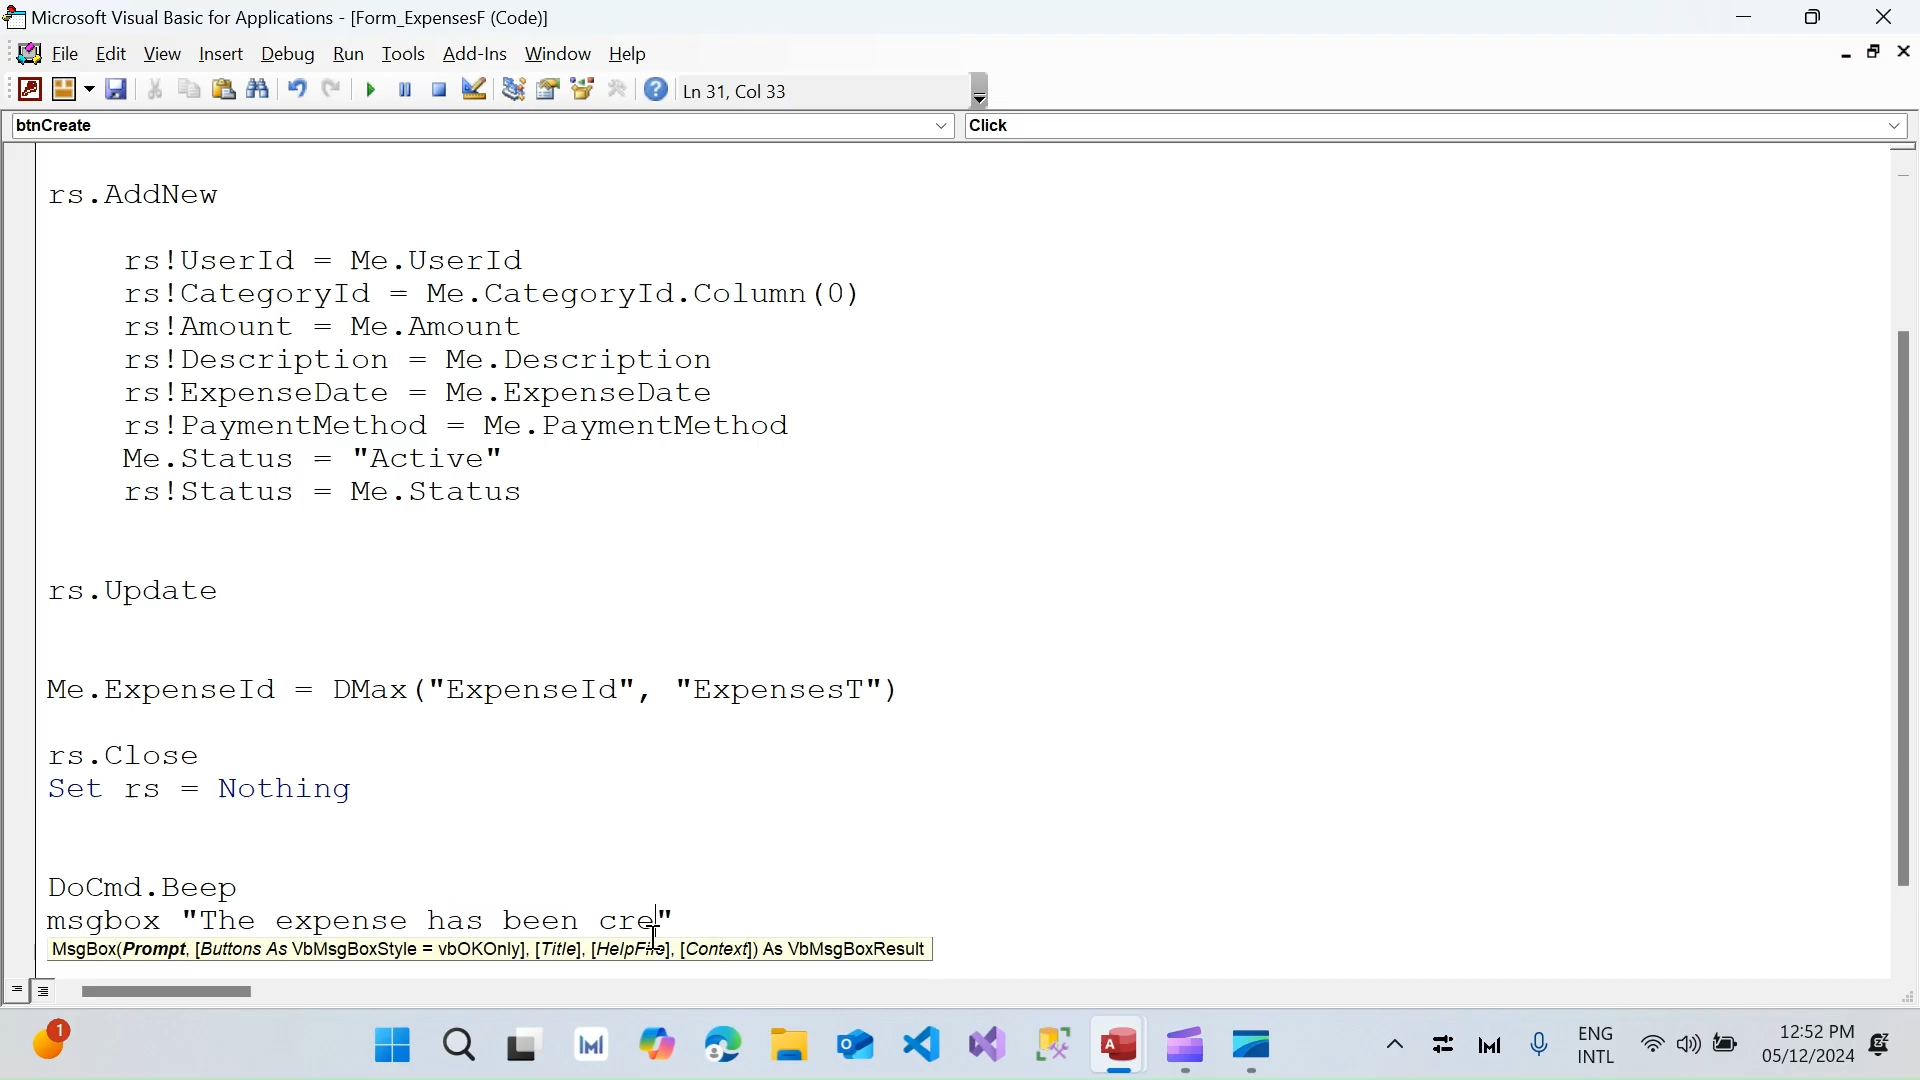 Microsoft Visual Basic for Applications - [Form_ExpensesF (Code)]
File Edit View Insert Debug Run Tools Add-Ins Window Help
Ln 31, Col 33
btnCreate
Click
rs.AddNew
rs!UserId = Me.UserId
rs!CategoryId = Me.CategoryId.Column(0)
rs!Amount = Me.Amount
rs!Description = Me.Description
rs!ExpenseDate = Me.ExpenseDate
rs!PaymentMethod = Me.PaymentMethod
Me.Status = "Active"
rs!Status = Me.Status
rs.Update
Me.ExpenseId = DMax("ExpenseId", "ExpensesT")
rs.Close
Set rs = Nothing
DoCmd.Beep
msgbox "The expense has been cre"
MsgBox(Prompt, [Buttons As VbMsgBoxStyle = vbOKOnly], [Title], [HelpFile], [Context]) As VbMsgBoxResult
1
ENG
INTL
12:52 PM
05/12/2024